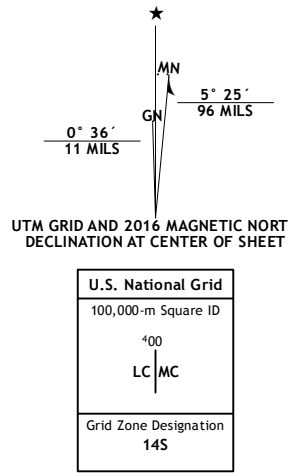 MN
GN
5° 25´
96 MILS
0° 36´
11 MILS
UTM GRID AND 2016 MAGNETIC NORT
DECLINATION AT CENTER OF SHEET
U.S. National Grid
100,000-m Square ID
⁴00
LC MC
Grid Zone Designation
14S